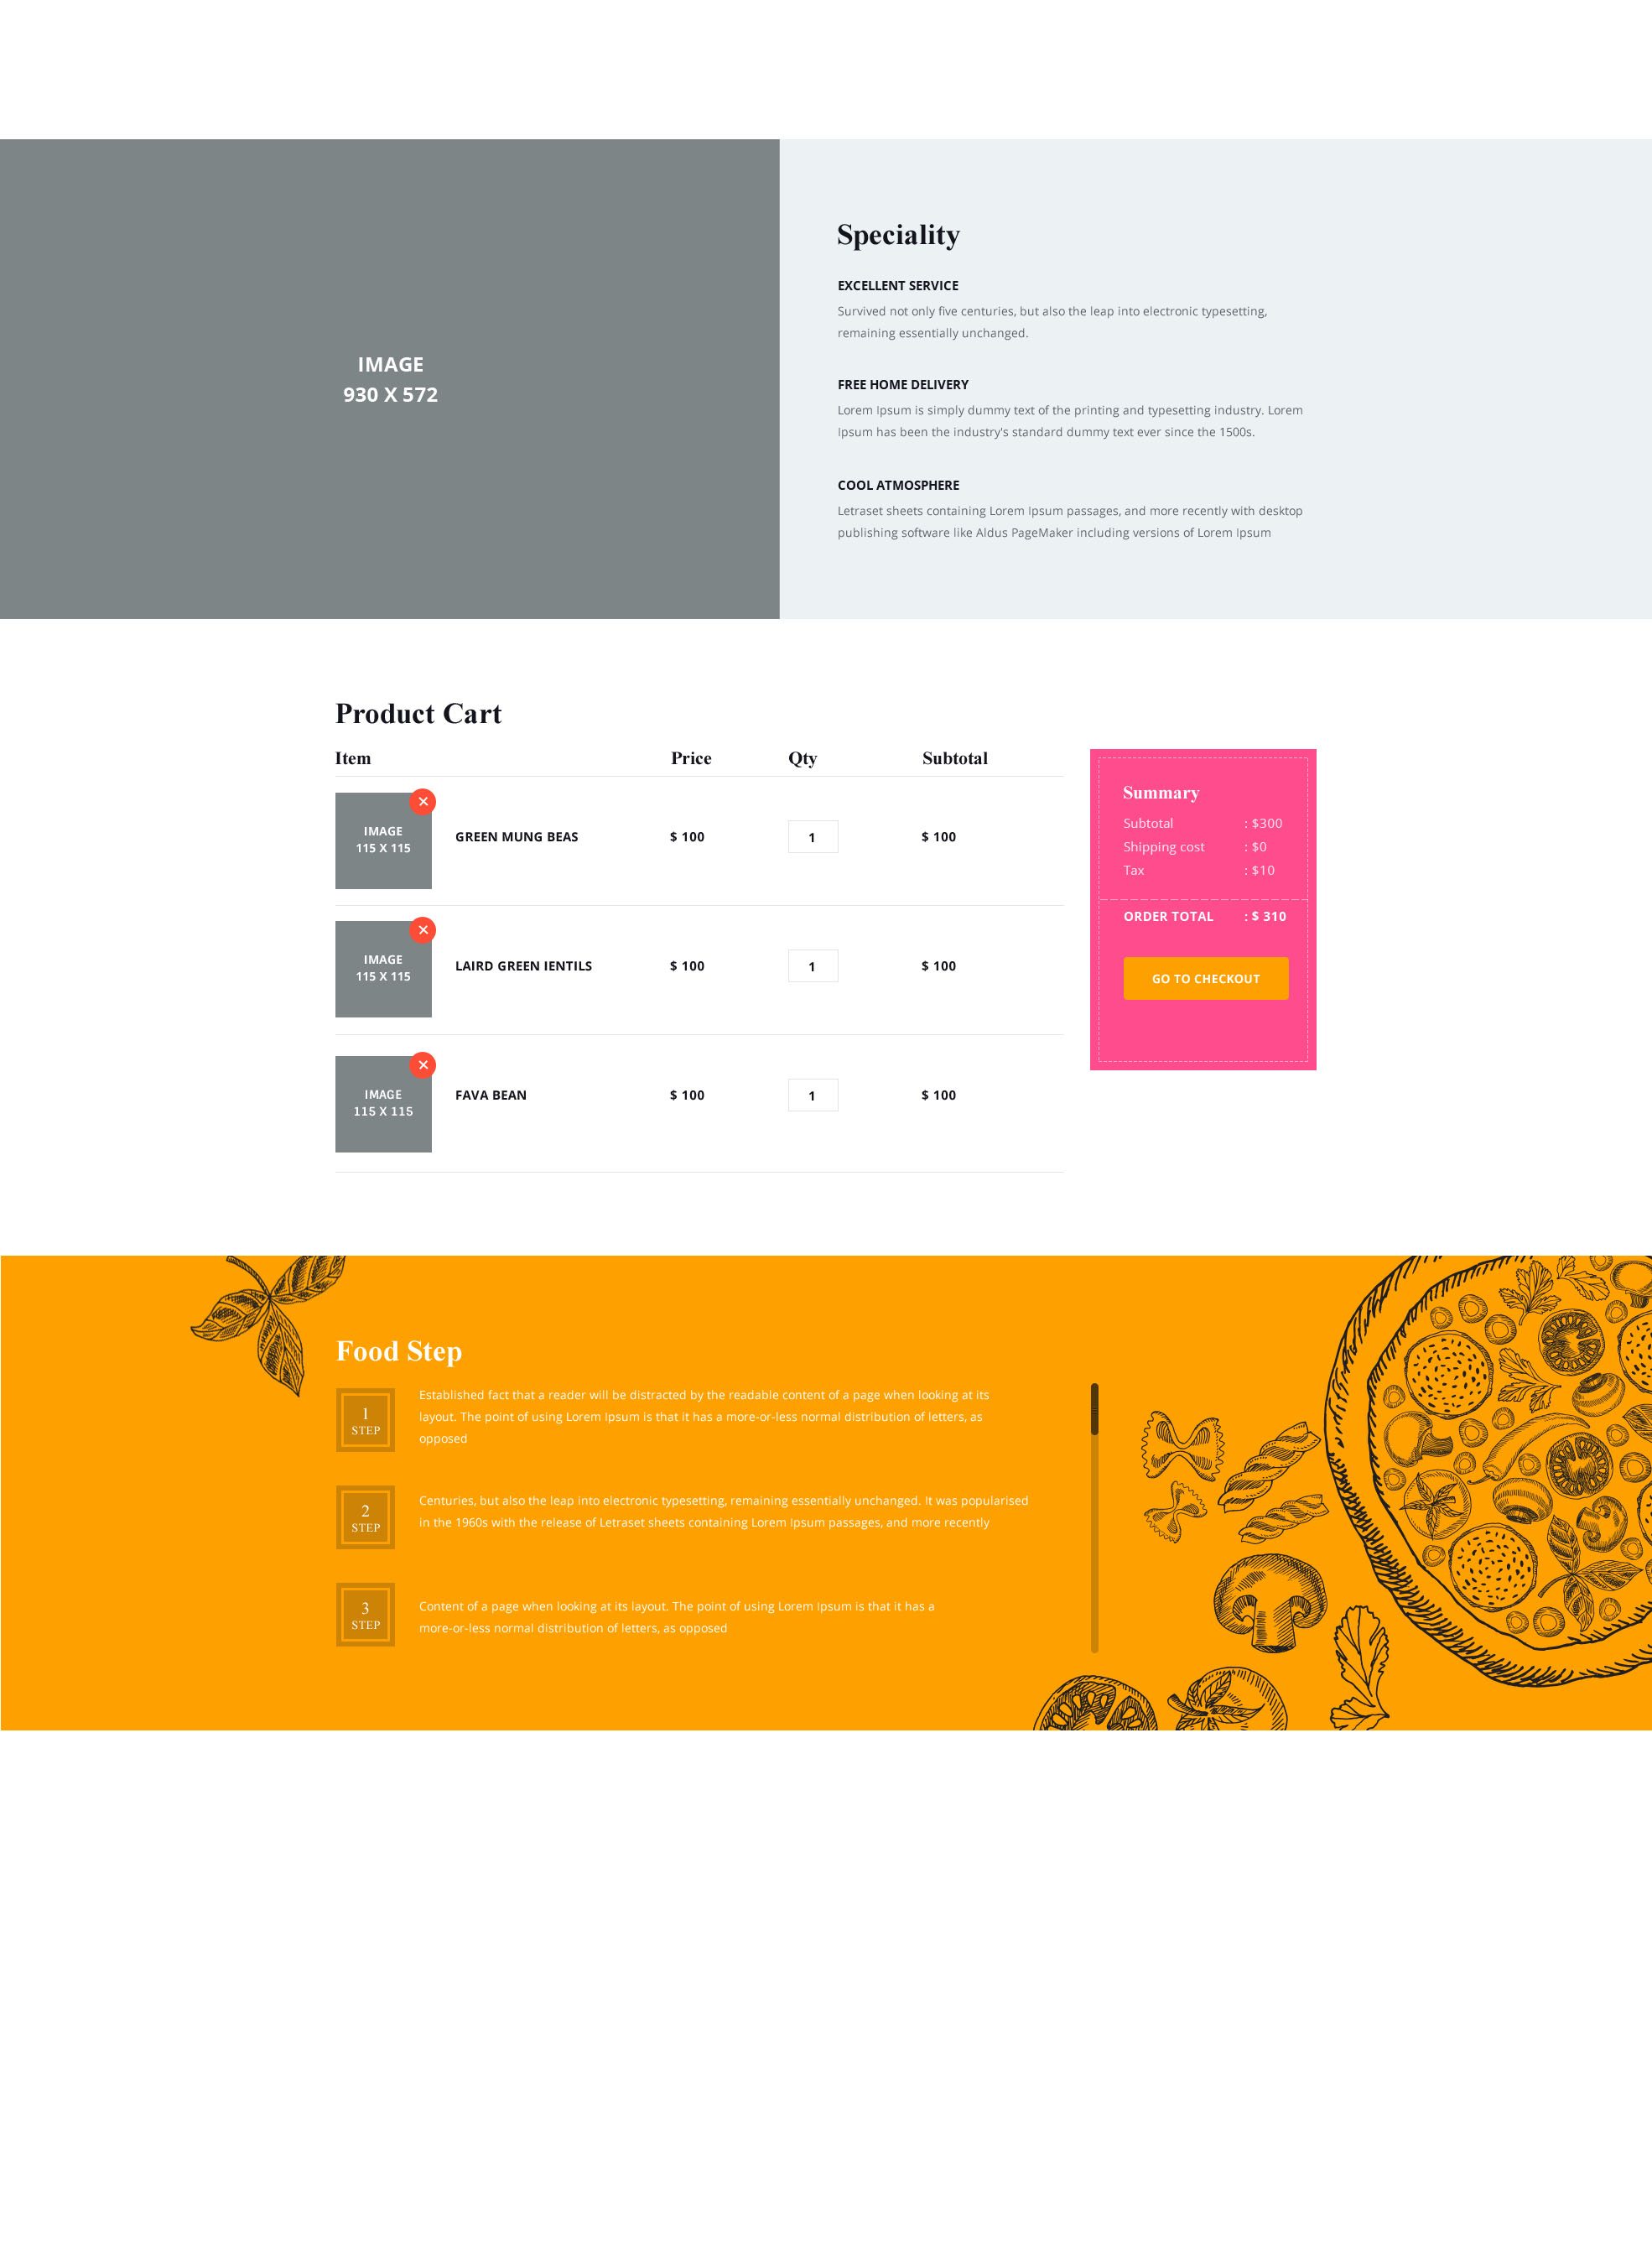 IMAGE
930 X 572
Speciality
EXCELLENT SERVICE
Survived not only five centuries, but also the leap into electronic typesetting,
remaining essentially unchanged.
FREE HOME DELIVERY
Lorem Ipsum is simply dummy text of the printing and typesetting industry. Lorem
Ipsum has been the industry's standard dummy text ever since the 1500s.
COOL ATMOSPHERE
Letraset sheets containing Lorem Ipsum passages, and more recently with desktop
publishing software like Aldus PageMaker including versions of Lorem Ipsum
Product Cart
Item Price Qty Subtotal
IMAGE
115 X 115
GREEN MUNG BEAS $ 100 1 $ 100
IMAGE
115 X 115
LAIRD GREEN IENTILS $ 100 1 $ 100
IMAGE
115 X 115
FAVA BEAN $ 100 1 $ 100
Summary
Subtotal : $300
Shipping cost : $0
Tax : $10
ORDER TOTAL : $ 310
GO TO CHECKOUT
Food Step
1
STEP
Established fact that a reader will be distracted by the readable content of a page when looking at its
layout. The point of using Lorem Ipsum is that it has a more-or-less normal distribution of letters, as
opposed
2
STEP
Centuries, but also the leap into electronic typesetting, remaining essentially unchanged. It was popularised
in the 1960s with the release of Letraset sheets containing Lorem Ipsum passages, and more recently
3
STEP
Content of a page when looking at its layout. The point of using Lorem Ipsum is that it has a
more-or-less normal distribution of letters, as opposed